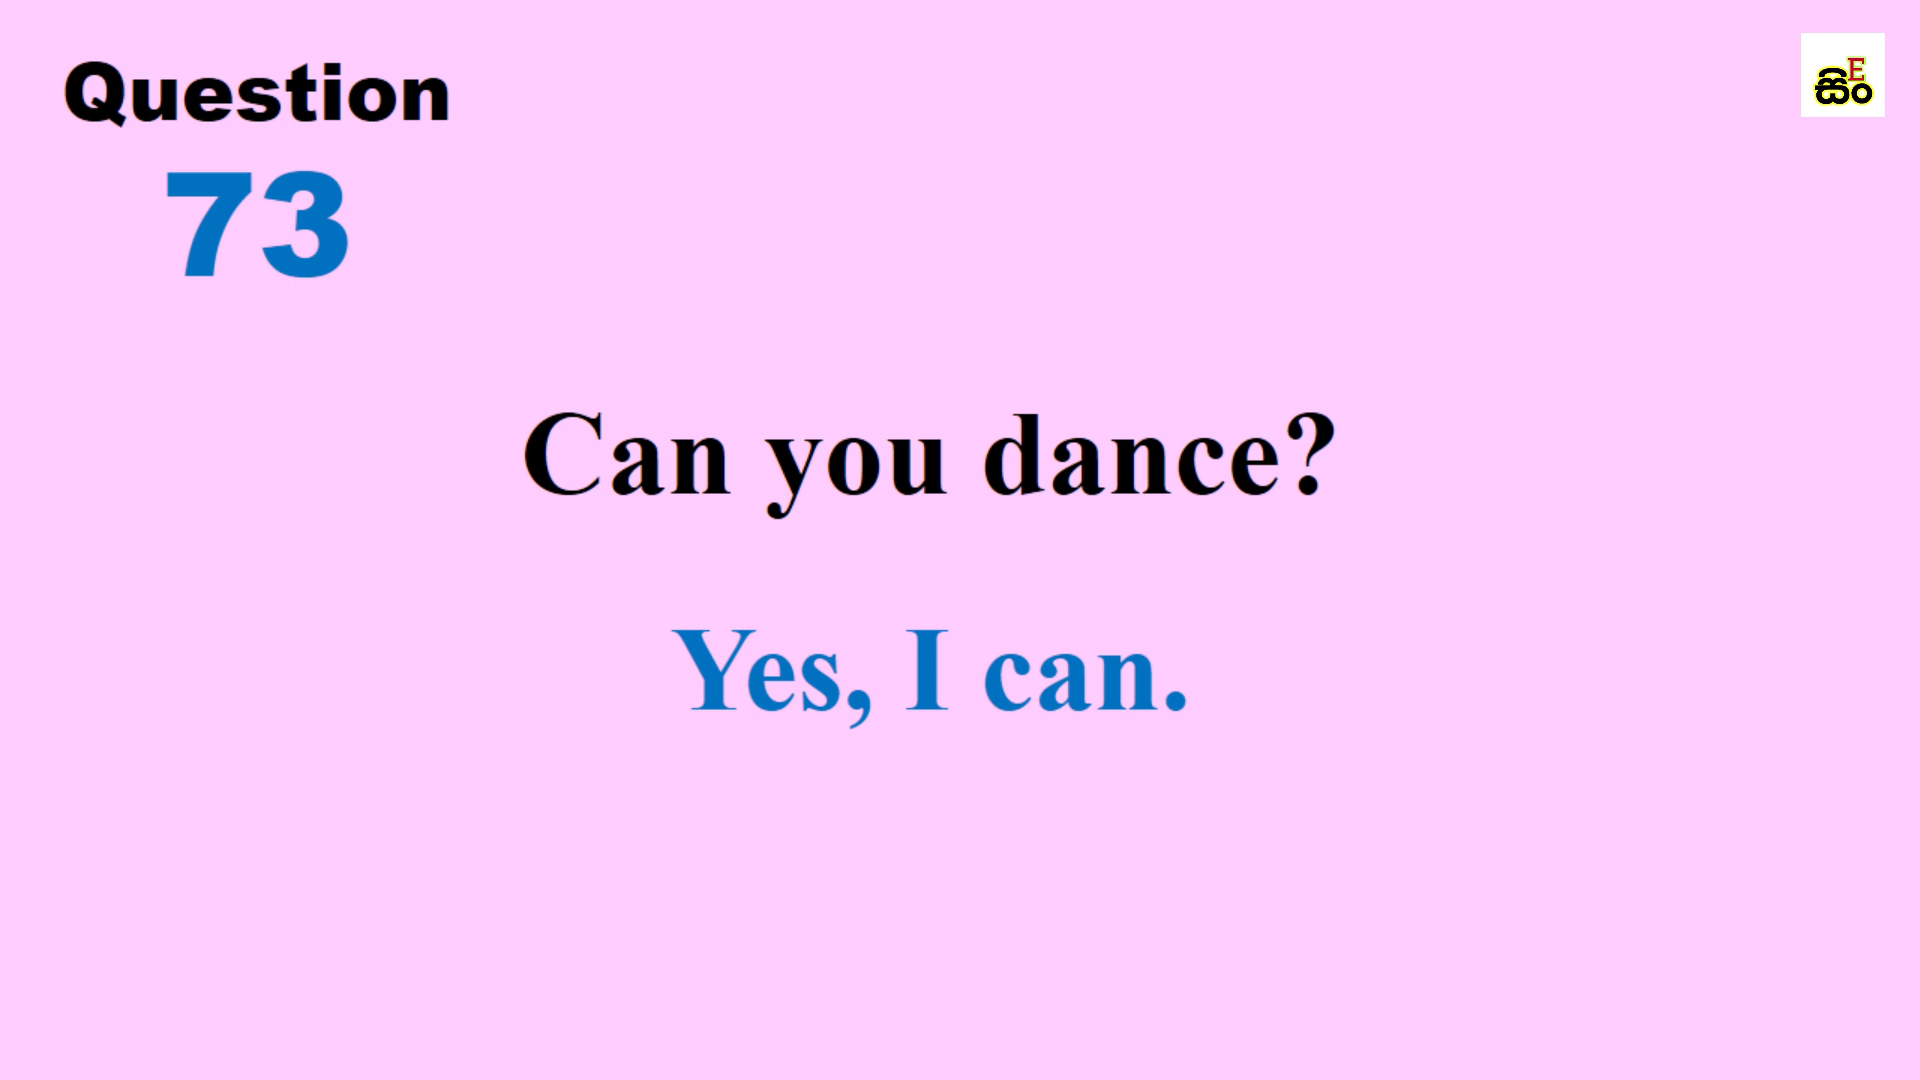 Question
73
Can you dance?
Yes, I can.
සිංE